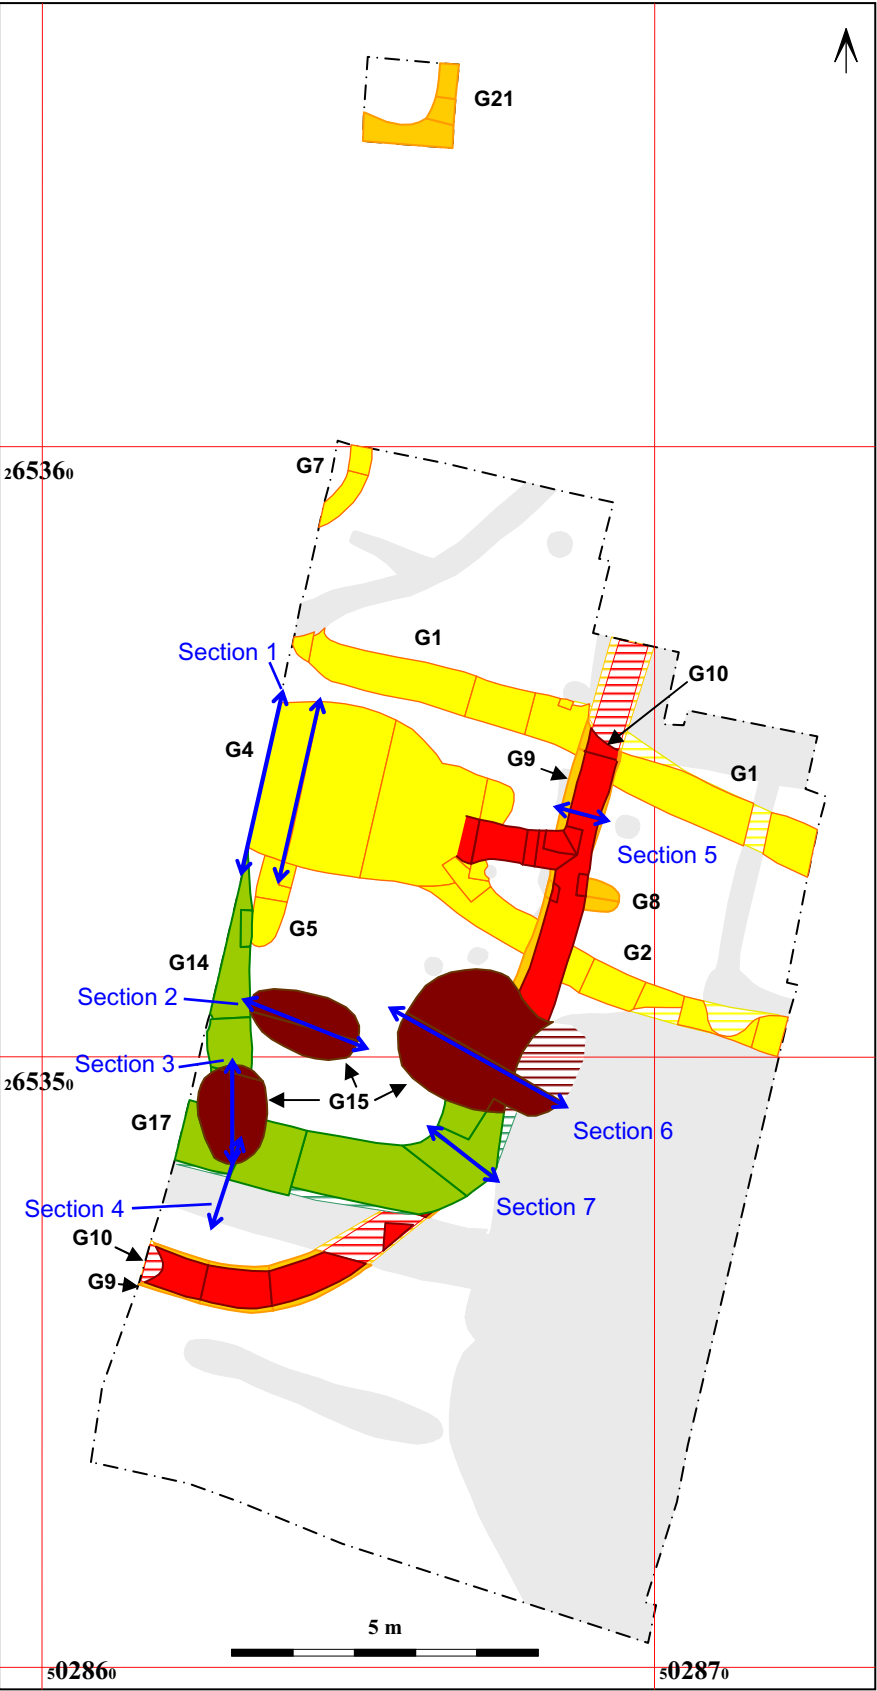 G21
G7
265360
G1
Section 1
G10
G4
G9
G1
Section 5
G8
G5
G2
G14
Section 2
Section 3
265350
G15
G17
Section 6
Section 4
Section 7
G10
G9
5 m
502860
502870